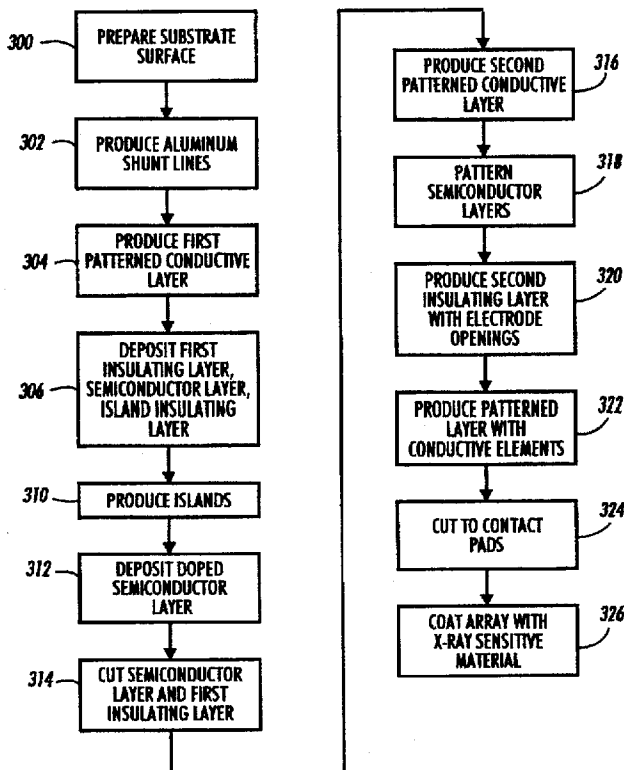 300
PREPARE SUBSTRATE
SURFACE
302
PRODUCE ALUMINUM
SHUNT LINES
304
PRODUCE FIRST
PATTERNED CONDUCTIVE
LAYER
306
DEPOSIT FIRST
INSULATING LAYER,
SEMICONDUCTOR LAYER,
ISLAND INSULATING
LAYER
310
PRODUCE ISLANDS
312
DEPOSIT DOPED
SEMICONDUCTOR
LAYER
314
CUT SEMICONDUCTOR
LAYER AND FIRST
INSULATING LAYER
PRODUCE SECOND
PATTERNED CONDUCTIVE
LAYER
316
PATTERN
SEMICONDUCTOR
LAYERS
318
PRODUCE SECOND
INSULATING LAYER
WITH ELECTRODE
OPENINGS
320
PRODUCE PATTERNED
LAYER WITH
CONDUCTIVE ELEMENTS
322
CUT TO CONTACT
PADS
324
COAT ARRAY WITH
X-RAY SENSITIVE
MATERIAL
326